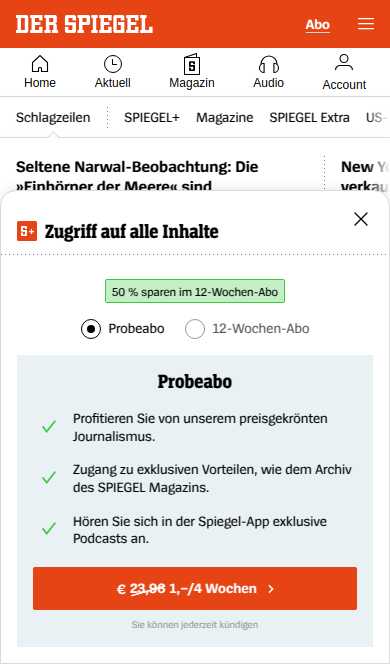 DER SPIEGEL
Abo
Home
Aktuell
Magazin
Audio
Account
Schlagzeilen
SPIEGEL+
Magazine
SPIEGEL Extra
US-
Seltene Narwal-Beobachtung: Die
»Einhörner der Meere« sind
New Y
verkau
S+ Zugriff auf alle Inhalte
50 % sparen im 12-Wochen-Abo
Probeabo
12-Wochen-Abo
Probeabo
Profitieren Sie von unserem preisgekrönten
Journalismus.
Zugang zu exklusiven Vorteilen, wie dem Archiv
des SPIEGEL Magazins.
Hören Sie sich in der Spiegel-App exklusive
Podcasts an.
€ 23,96 1,–/4 Wochen
Sie können jederzeit kündigen